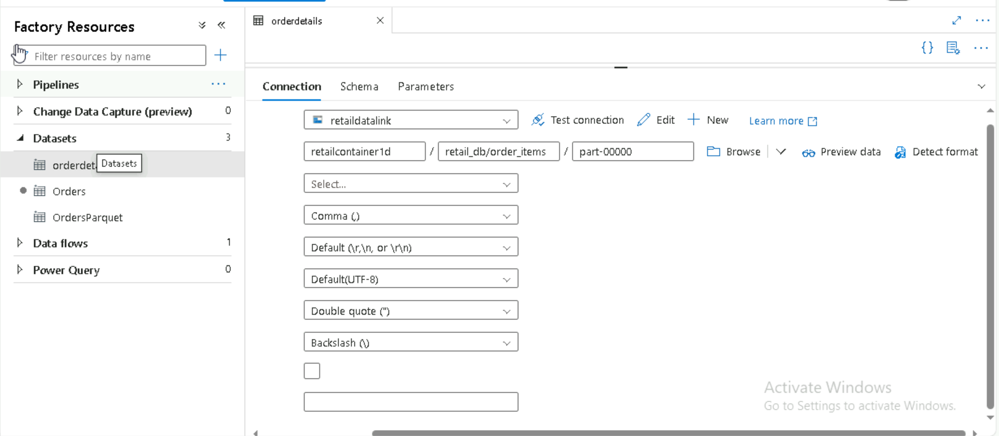 Factory Resources
Filter resources by name
Pipelines
Change Data Capture (preview) 0
Datasets 3
orderdeta
Datasets
Orders
OrdersParquet
Data flows 1
Power Query 0
orderdetails
{}
Connection Schema Parameters
retaildatalink Test connection Edit New Learn more
retailcontainer1d / retail_db/order_items / part-00000 Browse Preview data Detect format
Select...
Comma (,)
Default (\r,\n, or \r\n)
Default(UTF-8)
Double quote (")
Backslash (\)
Activate Windows
Go to Settings to activate Windows.